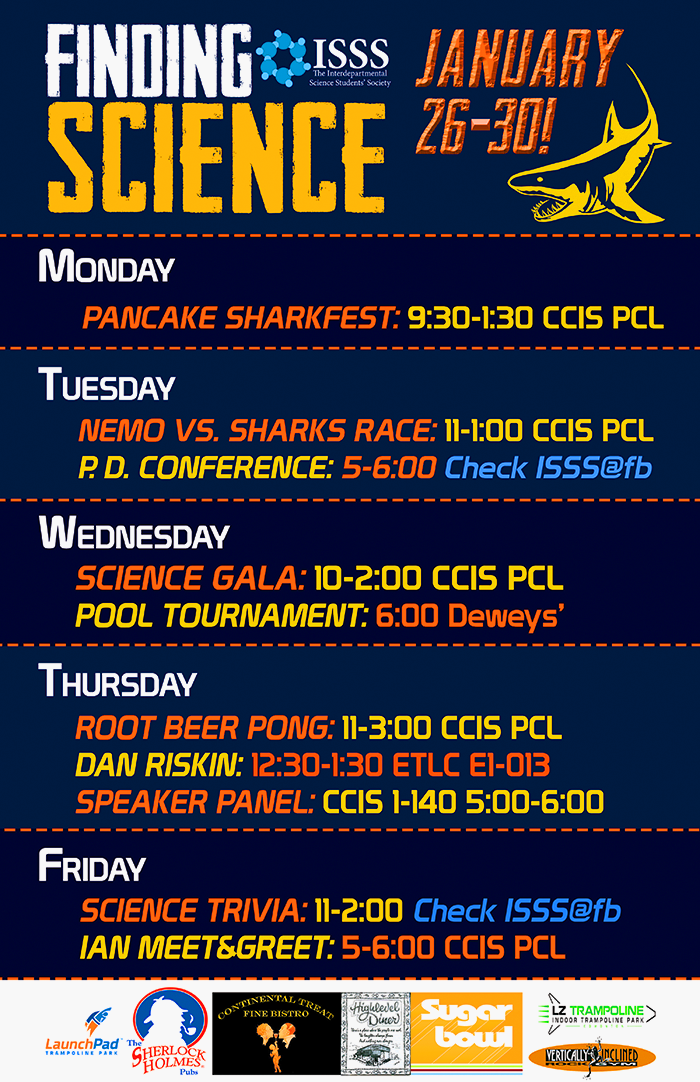 FINDING
SCIENCE
ISSS
The Interdepartmental
Science Students' Society
JANUARY
26-30!
MONDAY
PANCAKE SHARKFEST: 9:30-1:30 CCIS PCL
TUESDAY
NEMO VS. SHARKS RACE: 11-1:00 CCIS PCL
P. D. CONFERENCE: 5-6:00 Check ISSS@fb
WEDNESDAY
SCIENCE GALA: 10-2:00 CCIS PCL
POOL TOURNAMENT: 6:00 Deweys'
THURSDAY
ROOT BEER PONG: 11-3:00 CCIS PCL
DAN RISKIN: 12:30-1:30 ETLC E1-013
SPEAKER PANEL: CCIS 1-140 5:00-6:00
FRIDAY
SCIENCE TRIVIA: 11-2:00 Check ISSS@fb
IAN MEET&GREET: 5-6:00 CCIS PCL
LaunchPad
TRAMPOLINE PARK
The
SHERLOCK
HOLMES
Pubs
CONTINENTAL TREAT
FINE BISTRO
Highlevel
Diner
Sugar
bowl
LZ TRAMPOLINE
INDOOR TRAMPOLINE PARK
VERTICALLY INCLINED
ROCK GYM